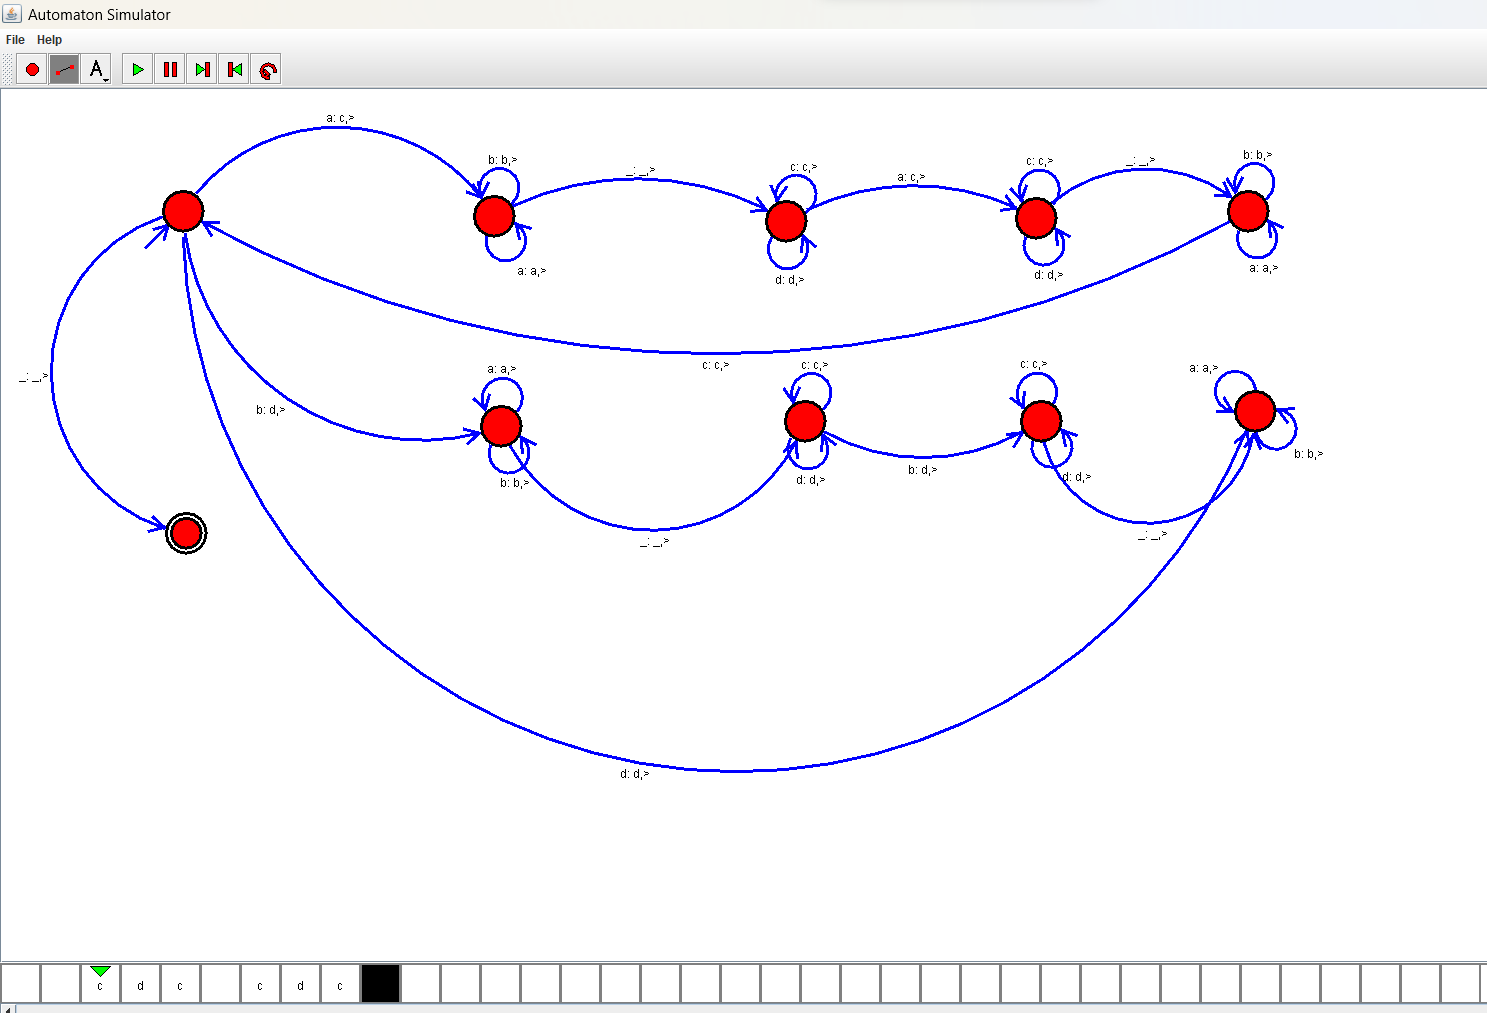 Automaton Simulator
File Help
A
a: c,>
b: b,>
_: _,>
c: c,>
a: c,>
c: c,>
_: _,>
b: b,>
a: a,>
d: d,>
d: d,>
a: a,>
c: c,>
_: _,>
b: d,>
a: a,>
c: c,>
c: c,>
a: a,>
b: b,>
_: _,>
d: d,>
b: d,>
d: d,>
_: _,>
b: b,>
d: d,>
c d c c d c